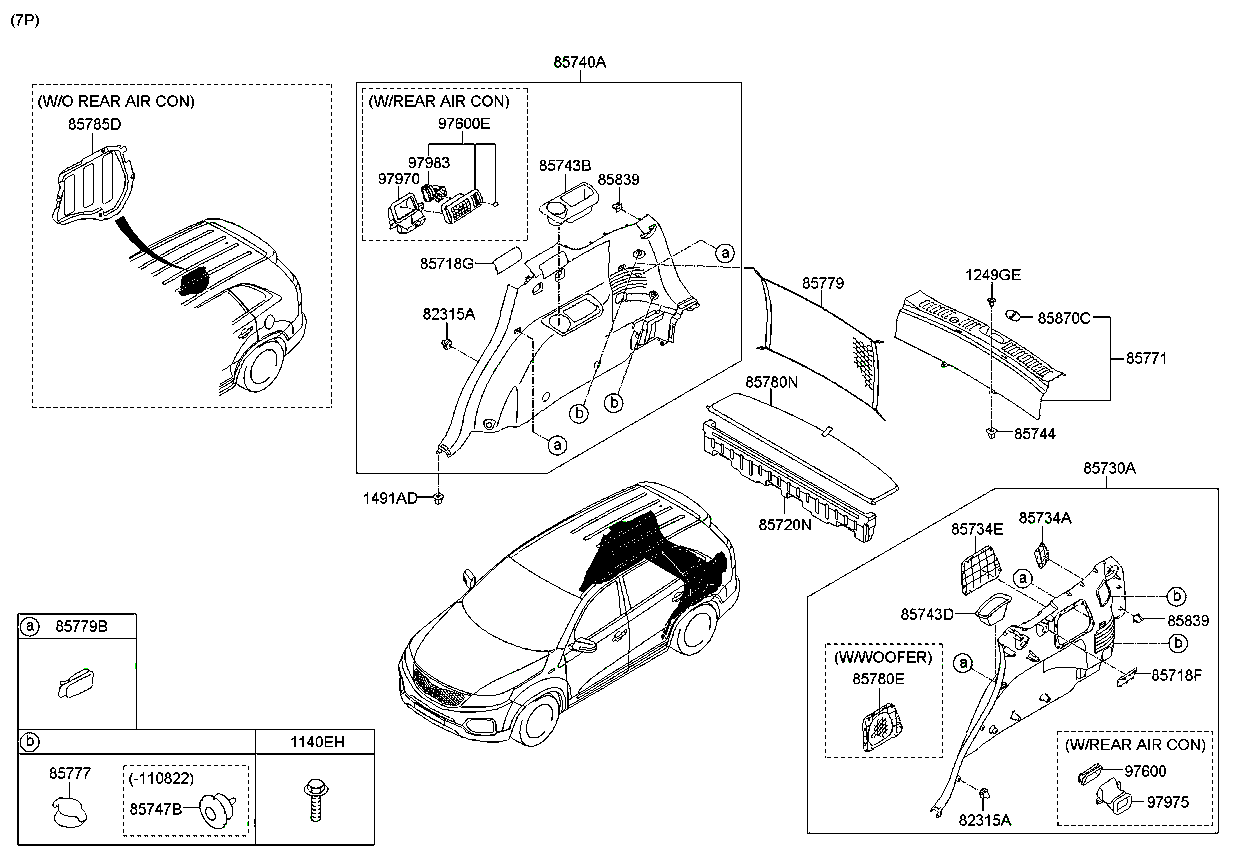 (7P)
85740A
(W/O REAR AIR CON)
85785D
(W/REAR AIR CON)
97600E
97983
97970
85743B
85839
a
85718G
82315A
85779
1249GE
85870C
85771
85780N
b
b
a
85744
1491AD
85720N
85730A
85734E
85734A
a
b
85743D
85839
b
a
(W/WOOFER)
85780E
85718F
(W/REAR AIR CON)
97600
97975
82315A
a 85779B
b
1140EH
85777
(-110822)
85747B